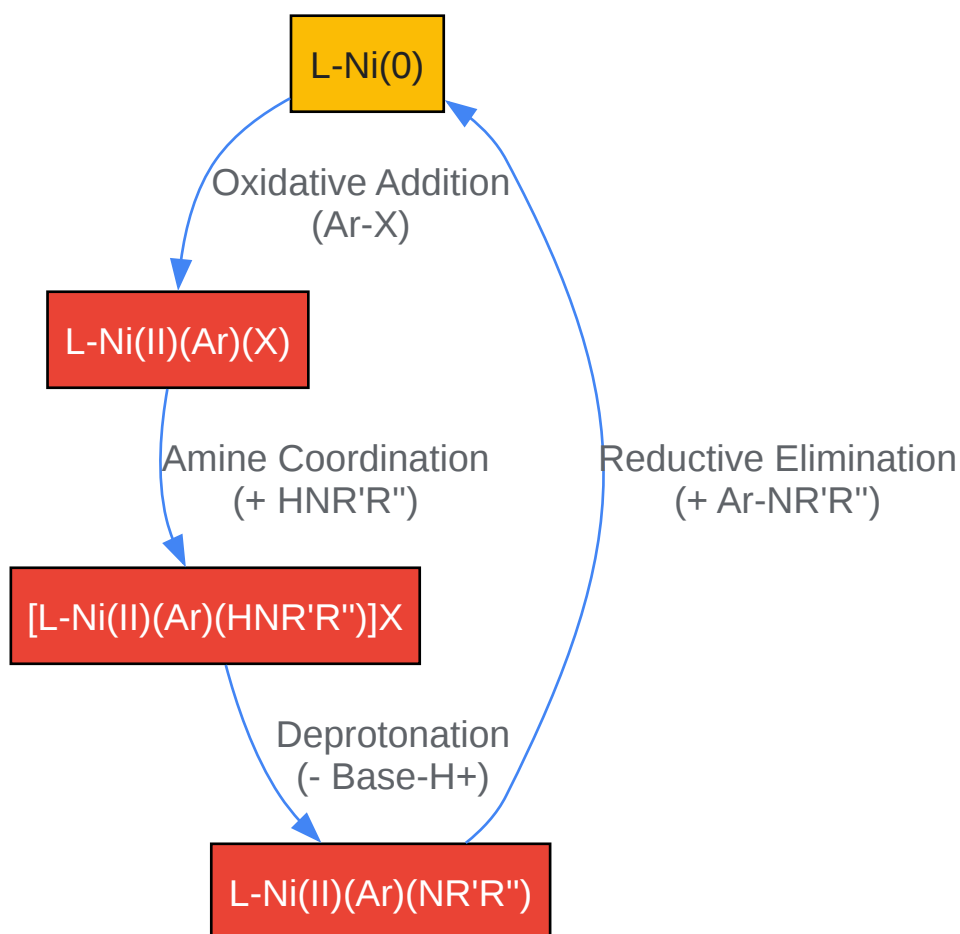 L-Ni(0)
Oxidative Addition
(Ar-X)
L-Ni(II)(Ar)(X)
Amine Coordination
(+ HNR'R'')
Reductive Elimination
(+ Ar-NR'R'')
[L-Ni(II)(Ar)(HNR'R'')]X
Deprotonation
(- Base-H+)
L-Ni(II)(Ar)(NR'R'')